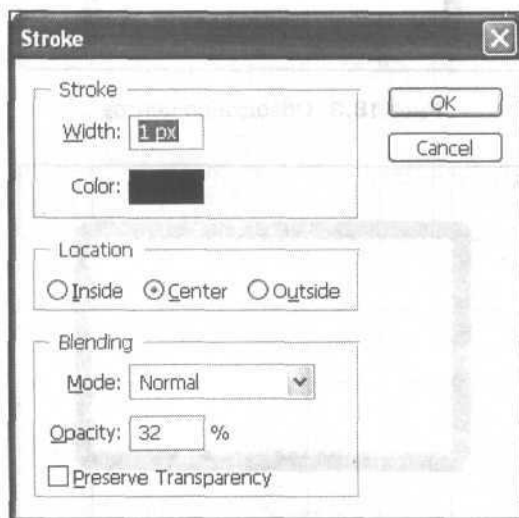 Stroke
Stroke
Width: 1 px
Color:
OK
Cancel
Location
Inside Center Outside
Blending
Mode: Normal
Opacity: 32 %
Preserve Transparency